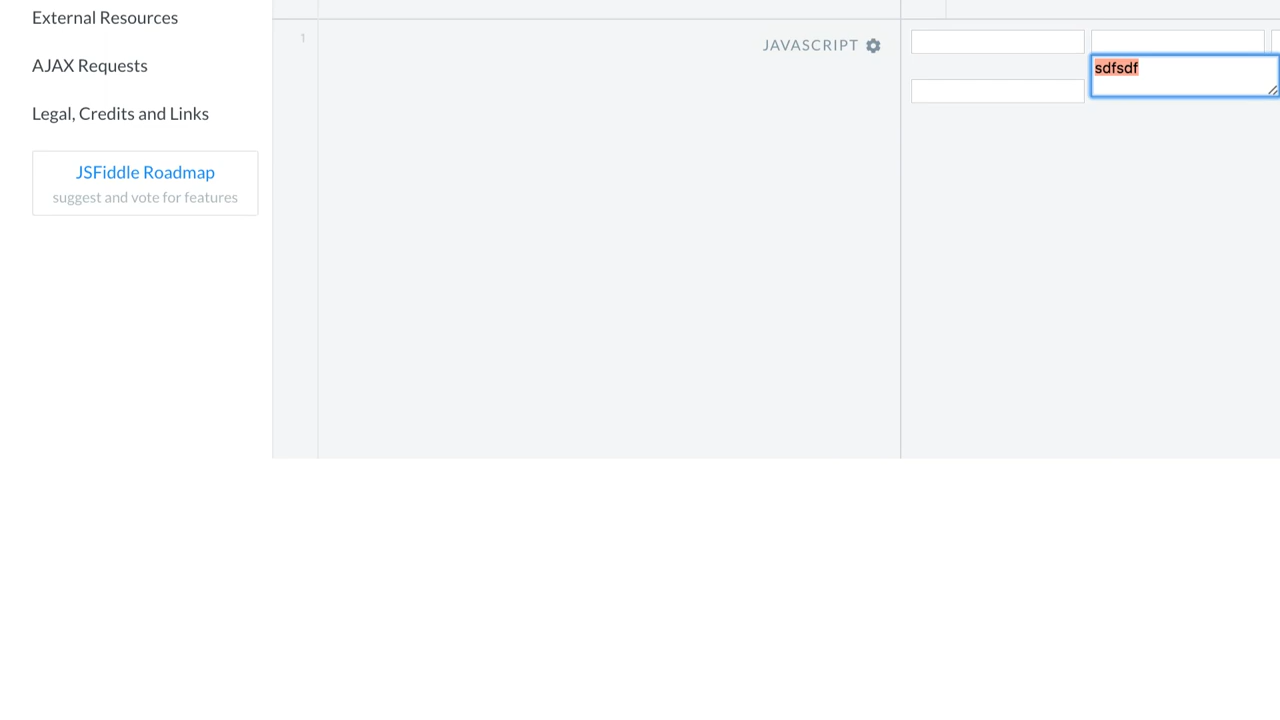 External Resources
AJAX Requests
Legal, Credits and Links
JSFiddle Roadmap
suggest and vote for features
1
JAVASCRIPT
sdfsdf